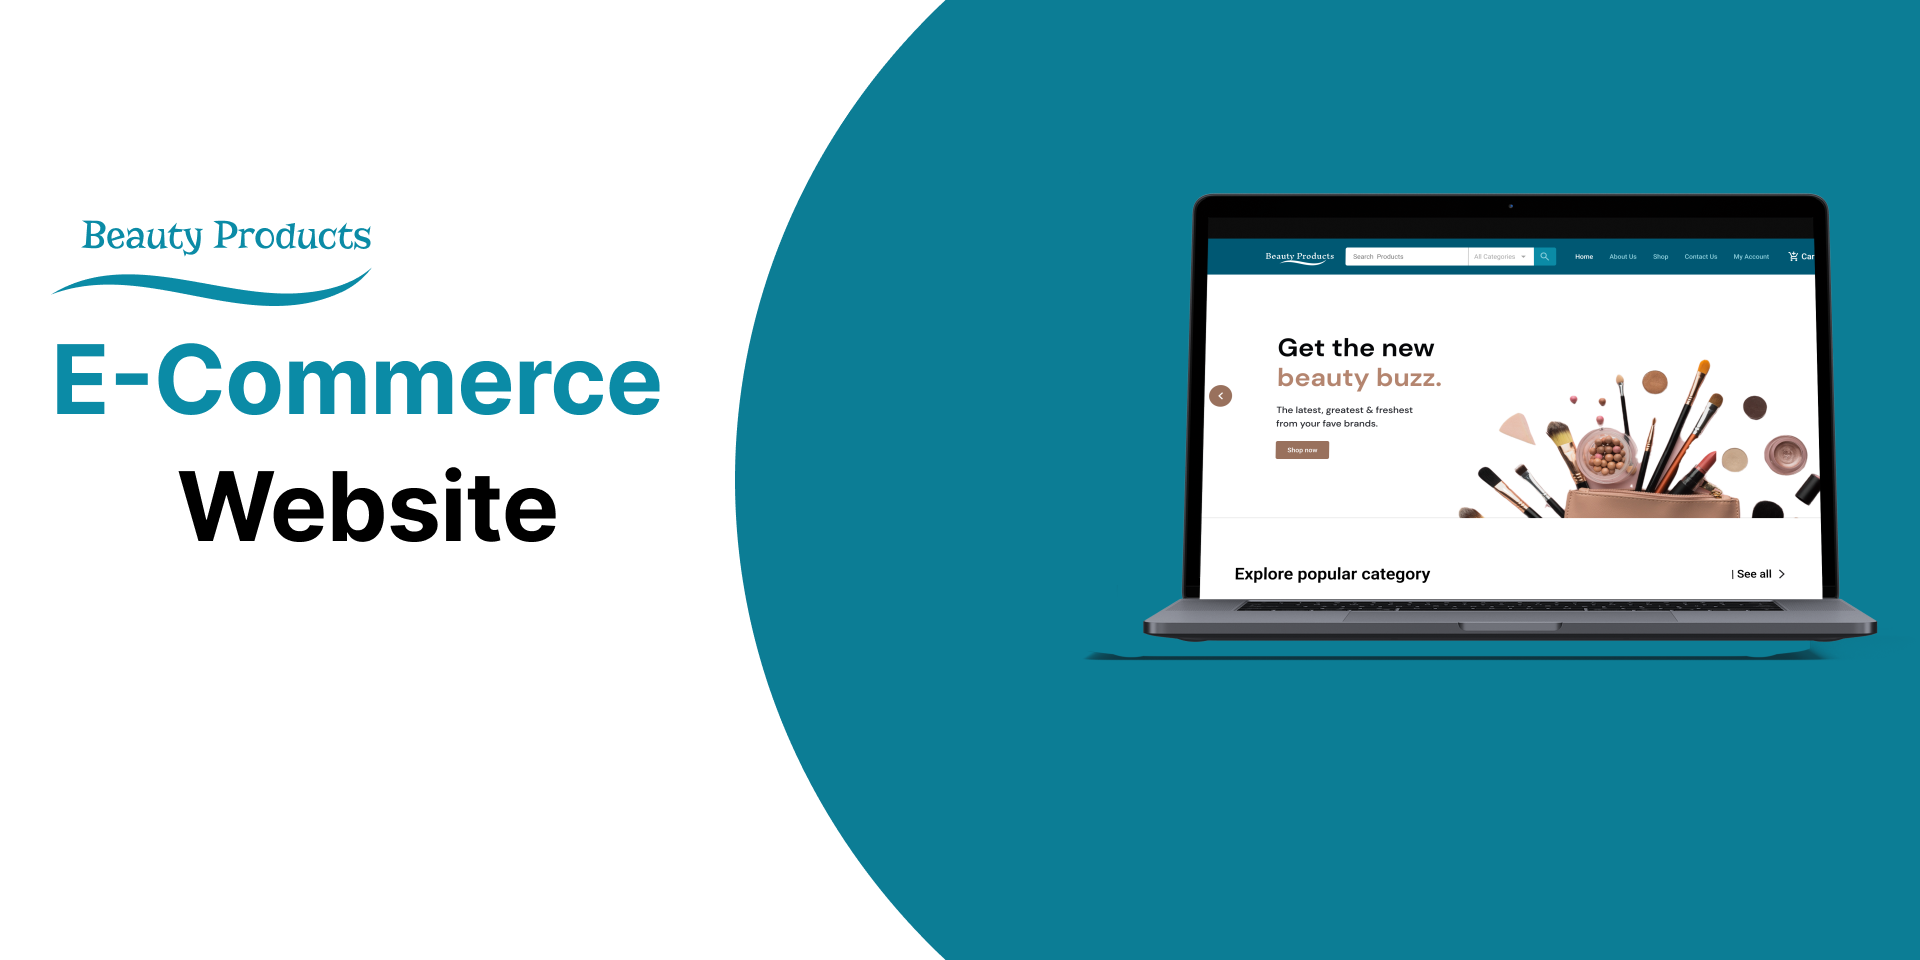 Beauty Products
E-Commerce
Website
Beauty Products
Search Products
All Categories
Home
About Us
Shop
Contact Us
My Account
Car
Get the new
beauty buzz.
The latest, greatest & freshest
from your fave brands.
Shop now
Explore popular category
| See all